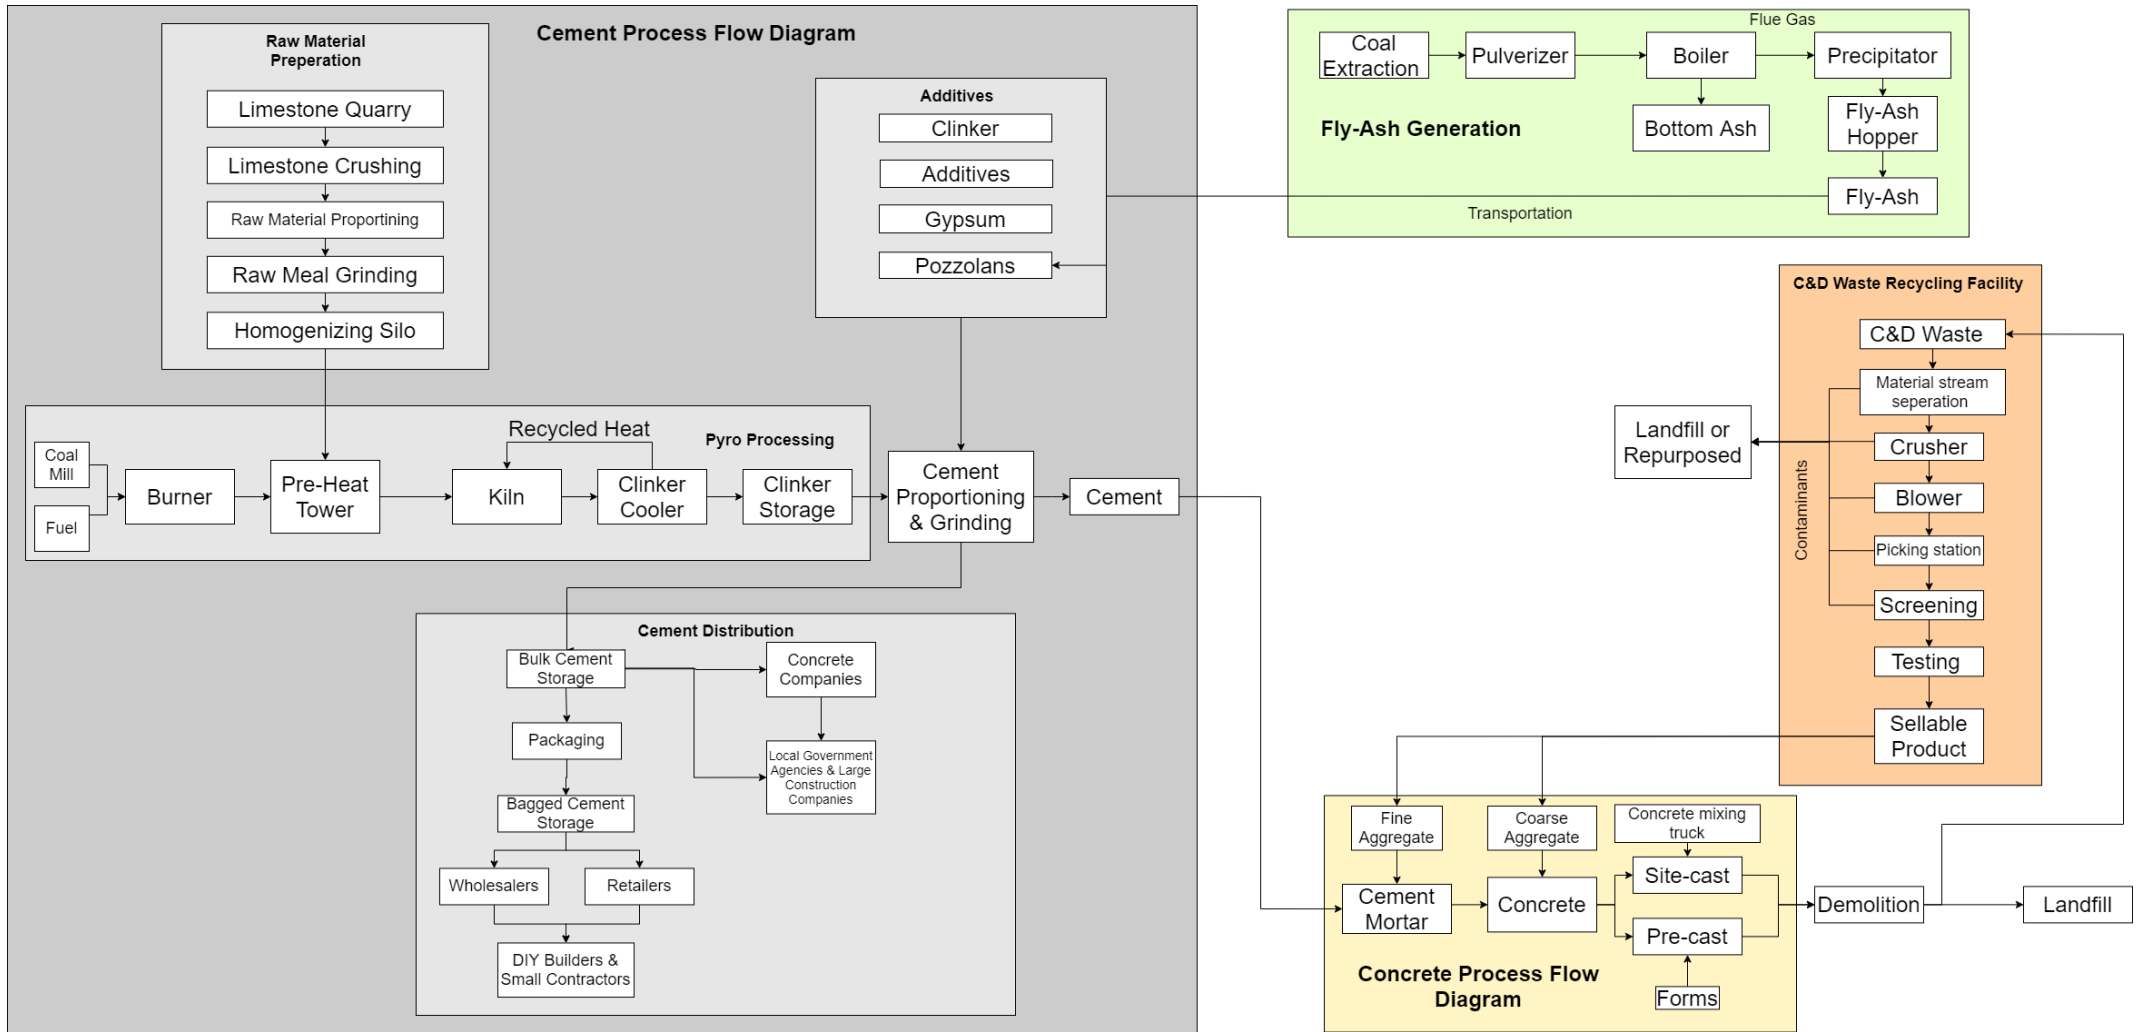 Cement Process Flow Diagram
Raw Material
Preperation
Limestone Quarry
Limestone Crushing
Raw Material Proportining
Raw Meal Grinding
Homogenizing Silo
Additives
Clinker
Additives
Gypsum
Pozzolans
Recycled Heat
Pyro Processing
Coal
Mill
Fuel
Burner
Pre-Heat
Tower
Kiln
Clinker
Cooler
Clinker
Storage
Cement
Proportioning
& Grinding
Cement
Cement Distribution
Bulk Cement
Storage
Concrete
Companies
Packaging
Local Government
Agencies & Large
Construction
Companies
Bagged Cement
Storage
Wholesalers
Retailers
DIY Builders &
Small Contractors
Flue Gas
Coal
Extraction
Pulverizer
Boiler
Precipitator
Fly-Ash Generation
Bottom Ash
Fly-Ash
Hopper
Fly-Ash
Transportation
C&D Waste Recycling Facility
C&D Waste
Material stream
seperation
Landfill or
Repurposed
Crusher
Contaminants
Blower
Picking station
Screening
Testing
Sellable
Product
Fine
Aggregate
Coarse
Aggregate
Concrete mixing
truck
Cement
Mortar
Concrete
Site-cast
Pre-cast
Forms
Concrete Process Flow
Diagram
Demolition
Landfill